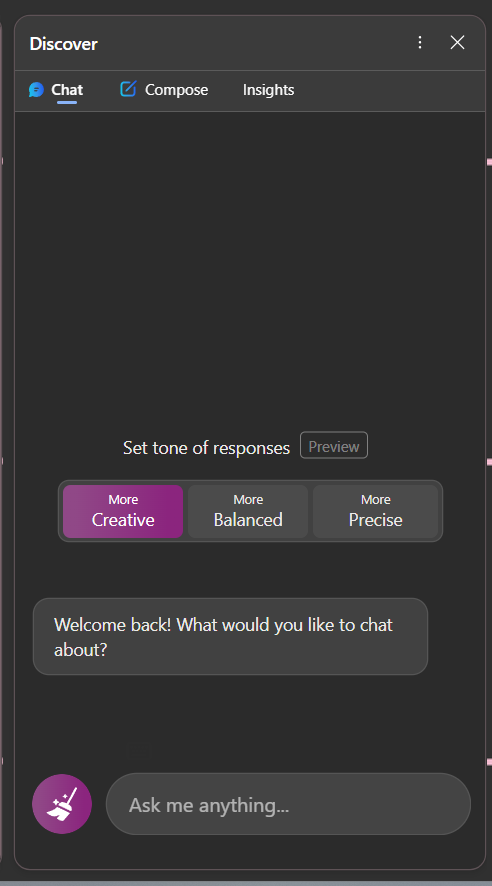 Discover
Chat Compose Insights
Set tone of responses Preview
More More More
Creative Balanced Precise
Welcome back! What would you like to chat
about?
Ask me anything...